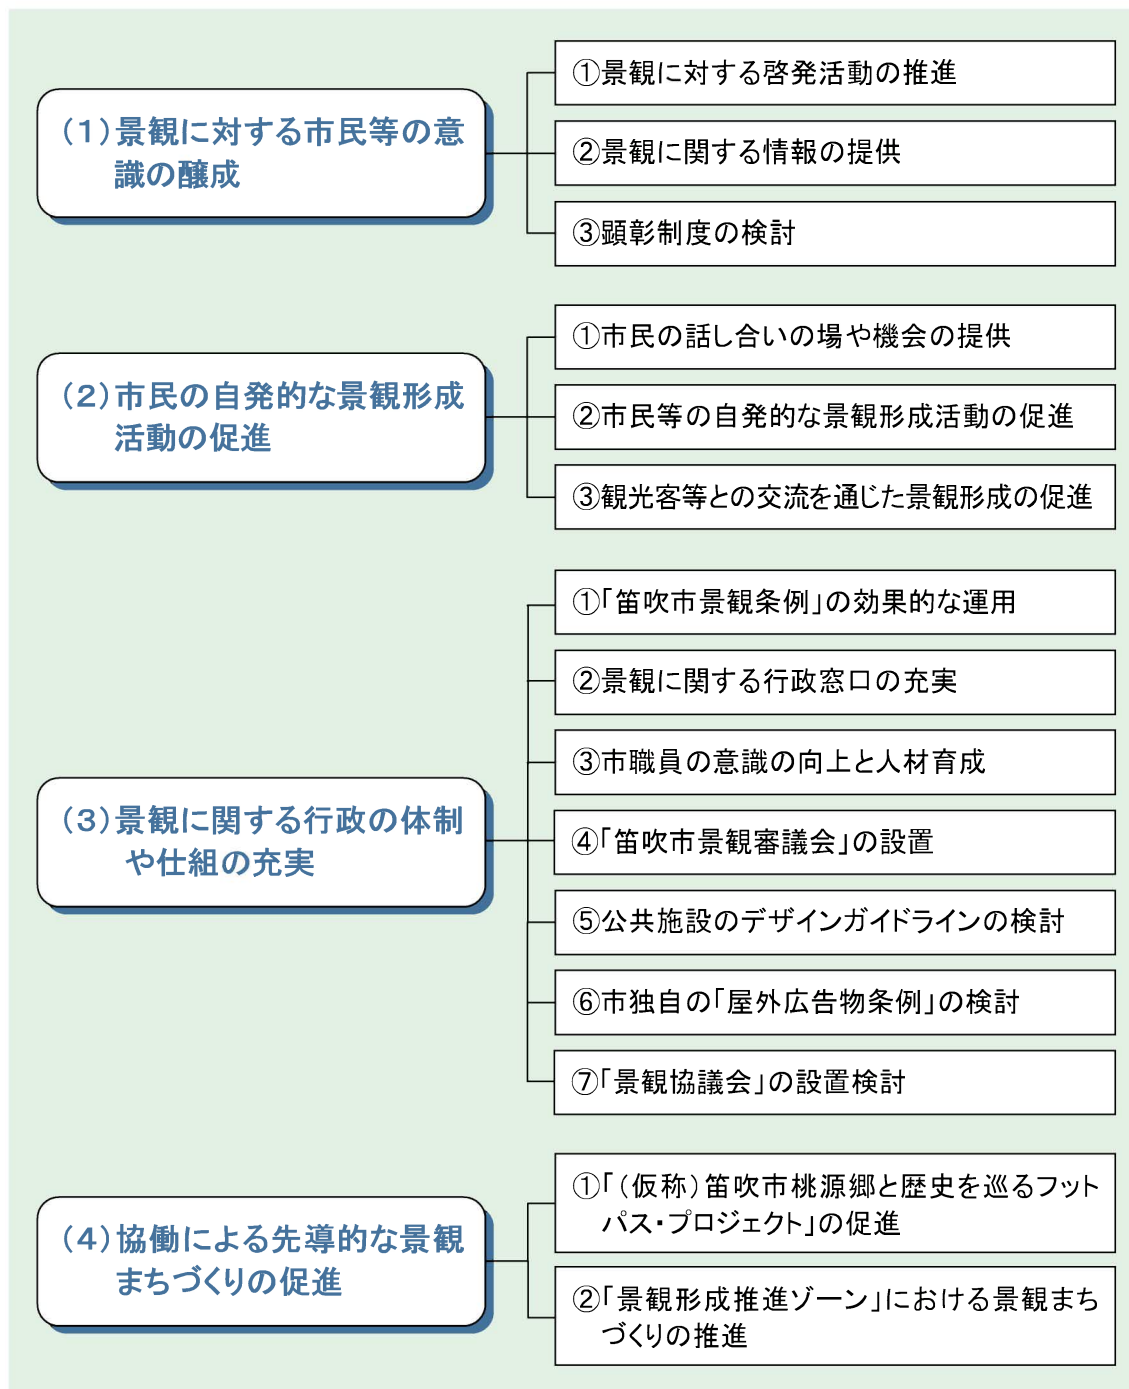 （１）景観に対する市民等の意
識の醸成
①景観に対する啓発活動の推進
②景観に関する情報の提供
③顕彰制度の検討
（２）市民の自発的な景観形成
活動の促進
①市民の話し合いの場や機会の提供
②市民等の自発的な景観形成活動の促進
③観光客等との交流を通じた景観形成の促進
（３）景観に関する行政の体制
や仕組の充実
①「笛吹市景観条例」の効果的な運用
②景観に関する行政窓口の充実
③市職員の意識の向上と人材育成
④「笛吹市景観審議会」の設置
⑤公共施設のデザインガイドラインの検討
⑥市独自の「屋外広告物条例」の検討
⑦「景観協議会」の設置検討
（４）協働による先導的な景観
まちづくりの促進
①「（仮称）笛吹市桃源郷と歴史を巡るフット
パス・プロジェクト」の促進
②「景観形成推進ゾーン」における景観まち
づくりの推進